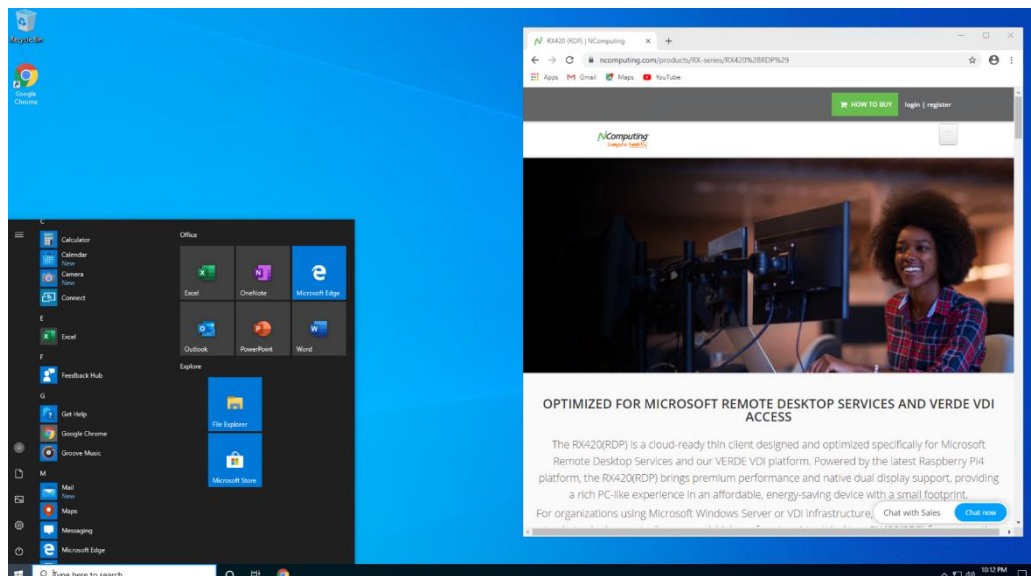 Recycle Bin
Google
Chrome
RX420 (RDP) | NComputing
ncomputing.com/products/RX-series/RX420%28RDP%29
Apps
Gmail
Maps
YouTube
HOW TO BUY
login | register
NComputing
OPTIMIZED FOR MICROSOFT REMOTE DESKTOP SERVICES AND VERDE VDI
ACCESS
The RX420(RDP) is a cloud-ready thin client designed and optimized specifically for Microsoft
Remote Desktop Services and our VERDE VDI platform. Powered by the latest Raspberry Pi4
platform, the RX420(RDP) brings premium performance and native dual display support, providing
a rich PC-like experience in an affordable, energy-saving device with a small footprint.
For organizations using Microsoft Windows Server or VDI infrastructure,
Chat with Sales
Chat now
C
Calculator
Calendar
New
Camera
New
Connect
E
Excel
F
Feedback Hub
G
Get Help
Google Chrome
Groove Music
M
Mail
New
Maps
Messaging
Microsoft Edge
Office
Excel
OneNote
Microsoft Edge
Outlook
PowerPoint
Word
Explore
File Explorer
Microsoft Store
Type here to search
10:12 PM